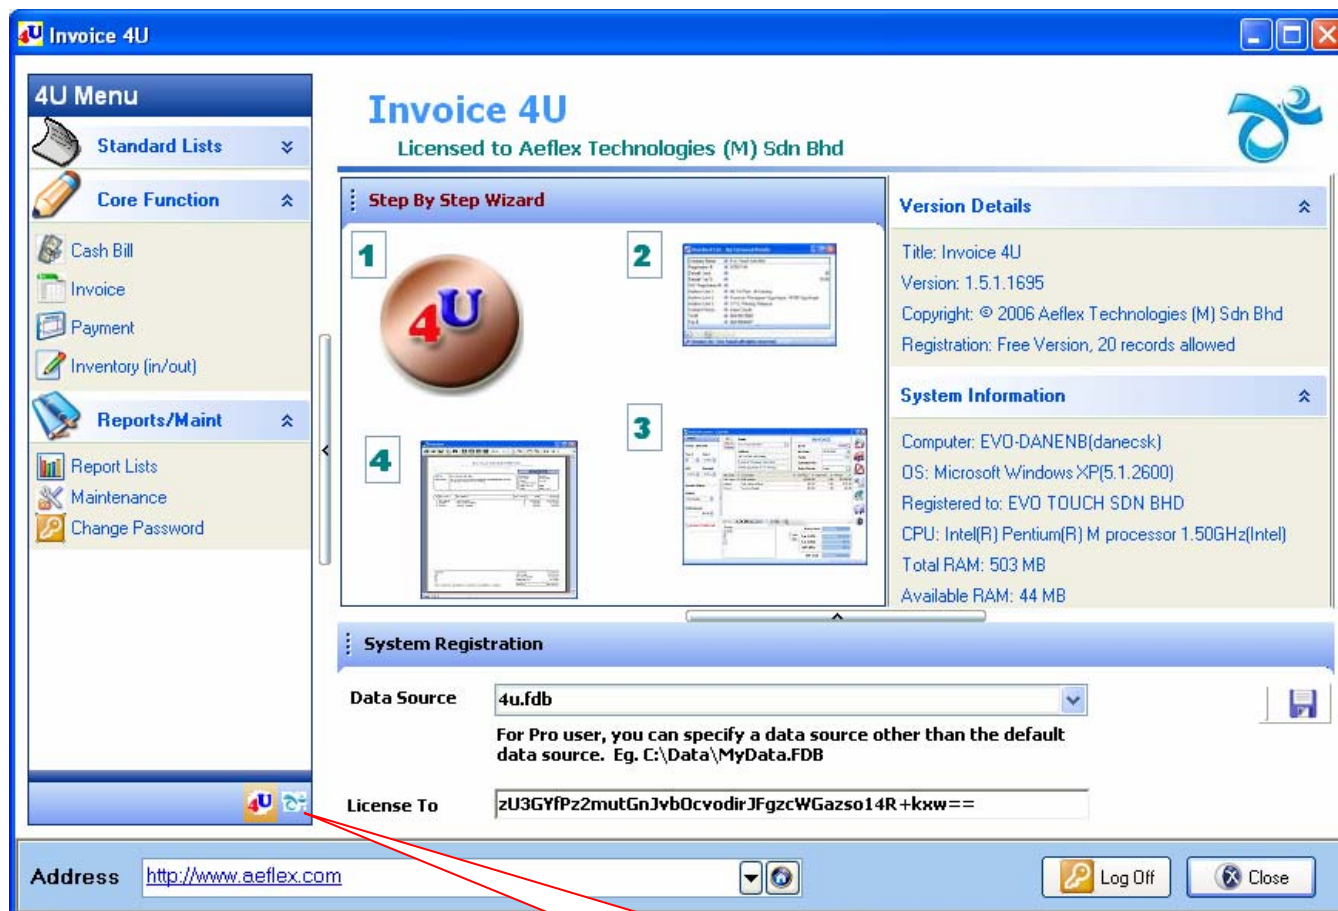 4U Invoice 4U
4U Menu
Standard Lists
Core Function
Cash Bill
Invoice
Payment
Inventory (in/out)
Reports/Maint
Report Lists
Maintenance
Change Password
4U
Invoice 4U
Licensed to Aeflex Technologies (M) Sdn Bhd
Step By Step Wizard
1
4U
2
3
4
Version Details
Title: Invoice 4U
Version: 1.5.1.1695
Copyright: © 2006 Aeflex Technologies (M) Sdn Bhd
Registration: Free Version, 20 records allowed
System Information
Computer: EVO-DANENB(danecsk)
OS: Microsoft Windows XP(5.1.2600)
Registered to: EVO TOUCH SDN BHD
CPU: Intel(R) Pentium(R) M processor 1.50GHz(Intel)
Total RAM: 503 MB
Available RAM: 44 MB
System Registration
Data Source
4u.fdb
For Pro user, you can specify a data source other than the default
data source. Eg. C:\Data\MyData.FDB
License To
zU3GYfPz2mutGnJvbOcvodirJFgzcWGazso14R+kxw==
Address
http://www.aeflex.com
Log Off
Close